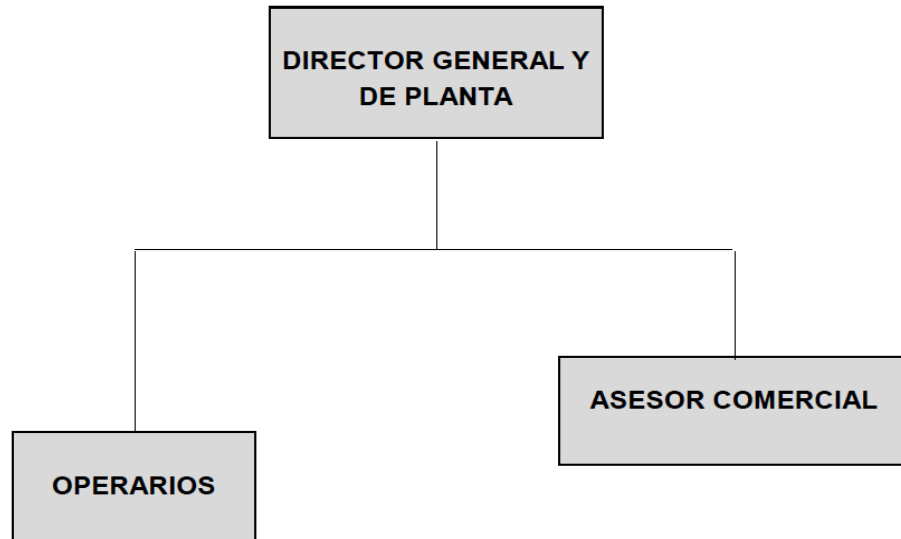 DIRECTOR GENERAL Y
DE PLANTA
ASESOR COMERCIAL
OPERARIOS